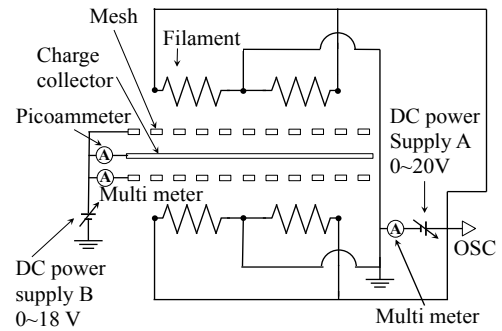 Mesh
Filament
Charge
collector
Picoammeter
A
A
Multi meter
DC power
Supply A
0~20V
A
OSC
DC power
supply B
0~18 V
Multi meter